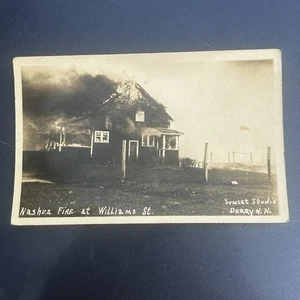 Nashua Fire at Williams St.
Sunset Studio
Derry N.H.